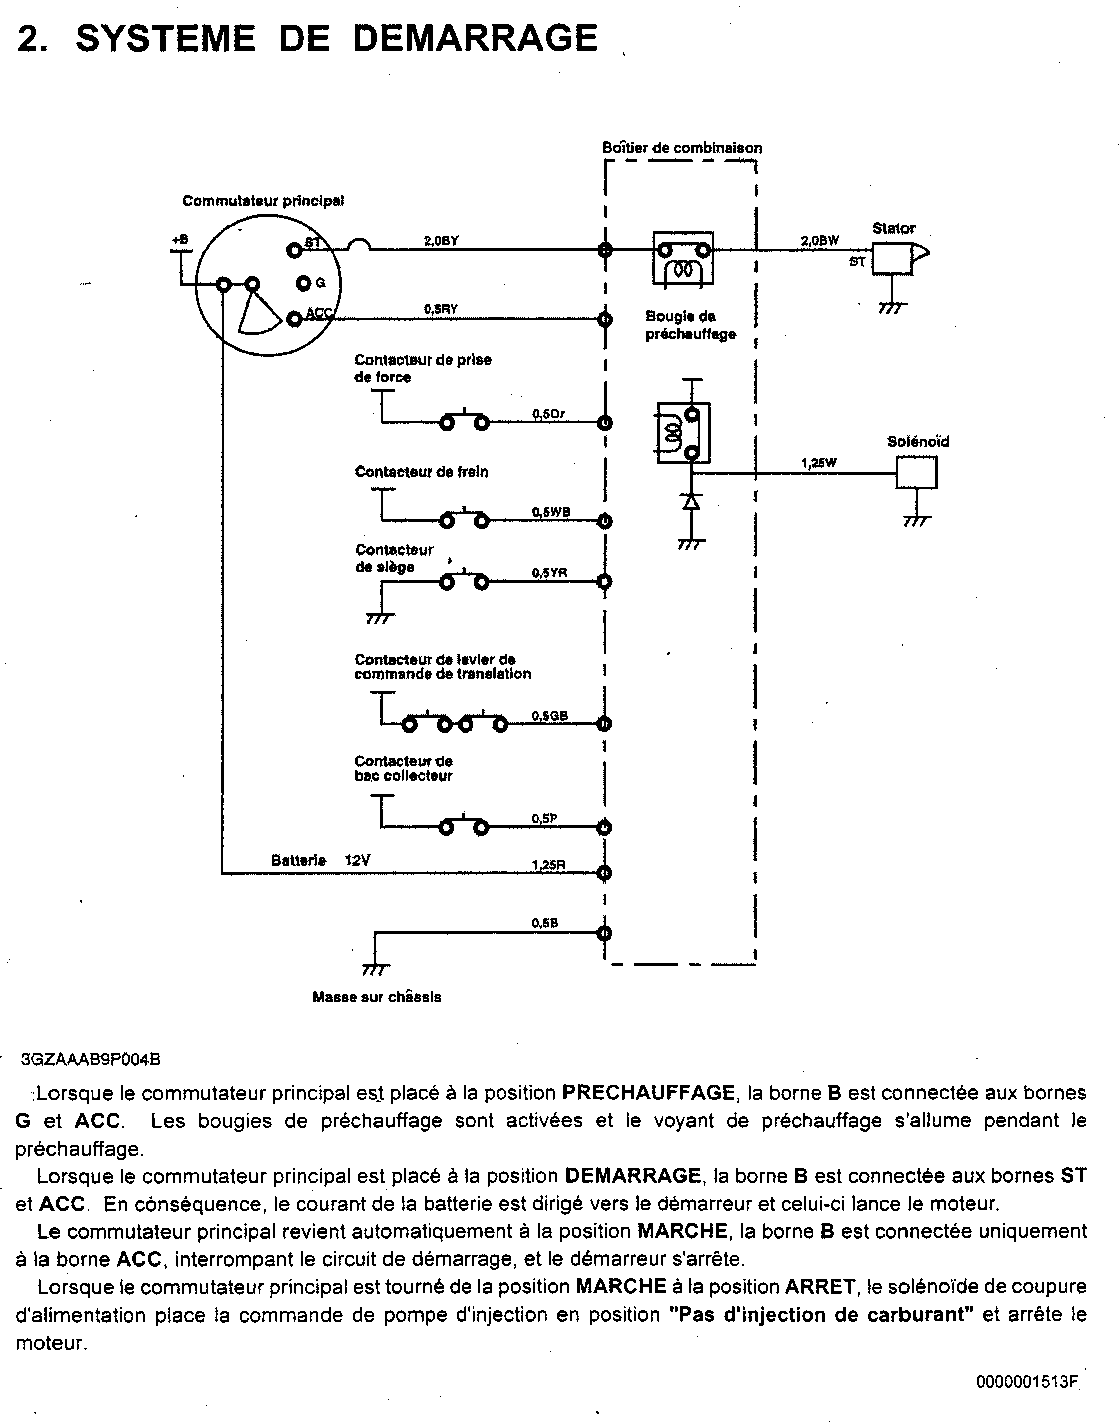 2. SYSTEME DE DEMARRAGE
Boîtier de combinaison
Commutateur principal
+B
ST
2,0BY
2,0BW
Stator
ST
G
ACC
0,5RY
Bougie de
préchauffage
Contacteur de prise
de force
0,5Or
Solénoïd
1,25W
Contacteur de frein
0,5WB
Contacteur
de siège
0,5YR
Contacteur de levier de
commande de translation
0,5GB
Contacteur de
bac collecteur
0,5P
Batterie 12V
1,25R
0,5B
Masse sur châssis
3GZAAAB9P004B
Lorsque le commutateur principal est placé à la position PRECHAUFFAGE, la borne B est connectée aux bornes
G et ACC. Les bougies de préchauffage sont activées et le voyant de préchauffage s'allume pendant le
préchauffage.
Lorsque le commutateur principal est placé à la position DEMARRAGE, la borne B est connectée aux bornes ST
et ACC. En conséquence, le courant de la batterie est dirigé vers le démarreur et celui-ci lance le moteur.
Le commutateur principal revient automatiquement à la position MARCHE, la borne B est connectée uniquement
à la borne ACC, interrompant le circuit de démarrage, et le démarreur s'arrête.
Lorsque le commutateur principal est tourné de la position MARCHE à la position ARRET, le solénoïde de coupure
d'alimentation place la commande de pompe d'injection en position "Pas d'injection de carburant" et arrête le
moteur.
0000001513F